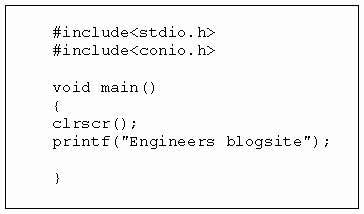 #include<stdio.h>
#include<conio.h>
void main()
{
clrscr();
printf("Engineers blogsite");
}